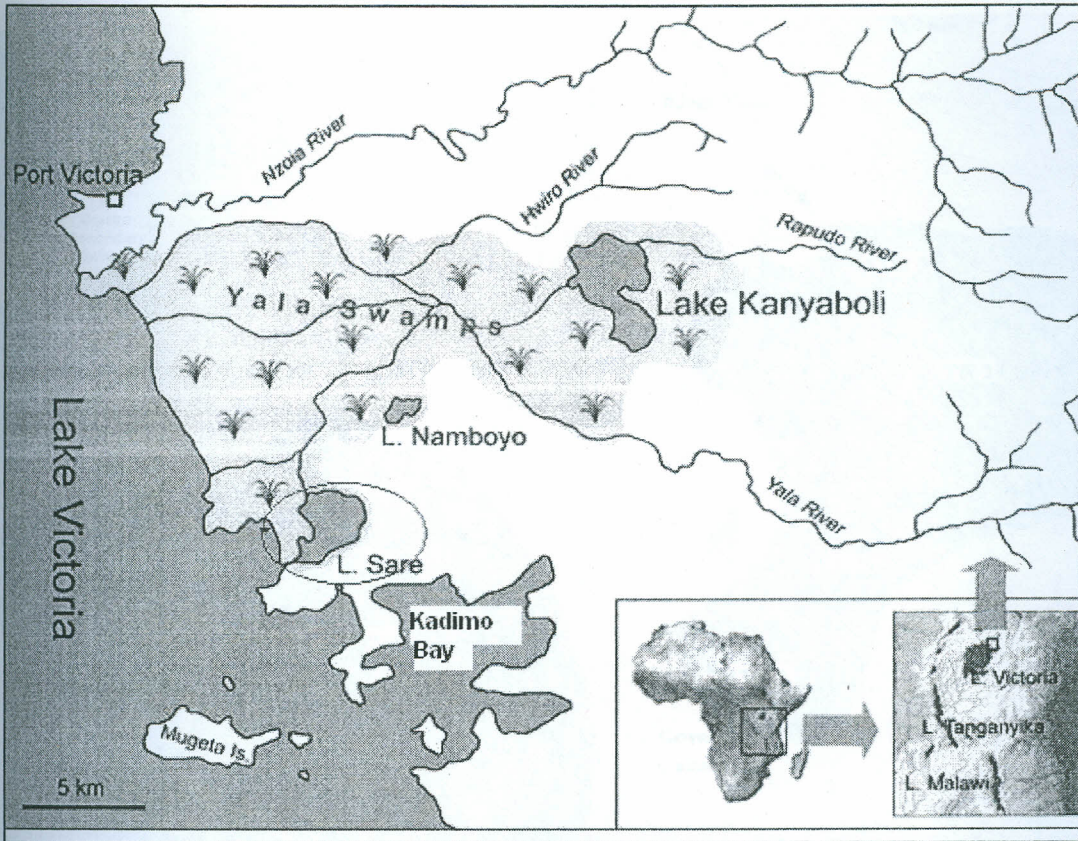 Port Victoria
Nzoia River
Hwiro River
Rapudo River
Yala Swamps
Lake Kanyaboli
L. Namboyo
Yala River
Lake Victoria
L. Sare
Kadimo
Bay
Mugeta Is.
5 km
L. Victoria
L. Tanganyika
L. Malawi